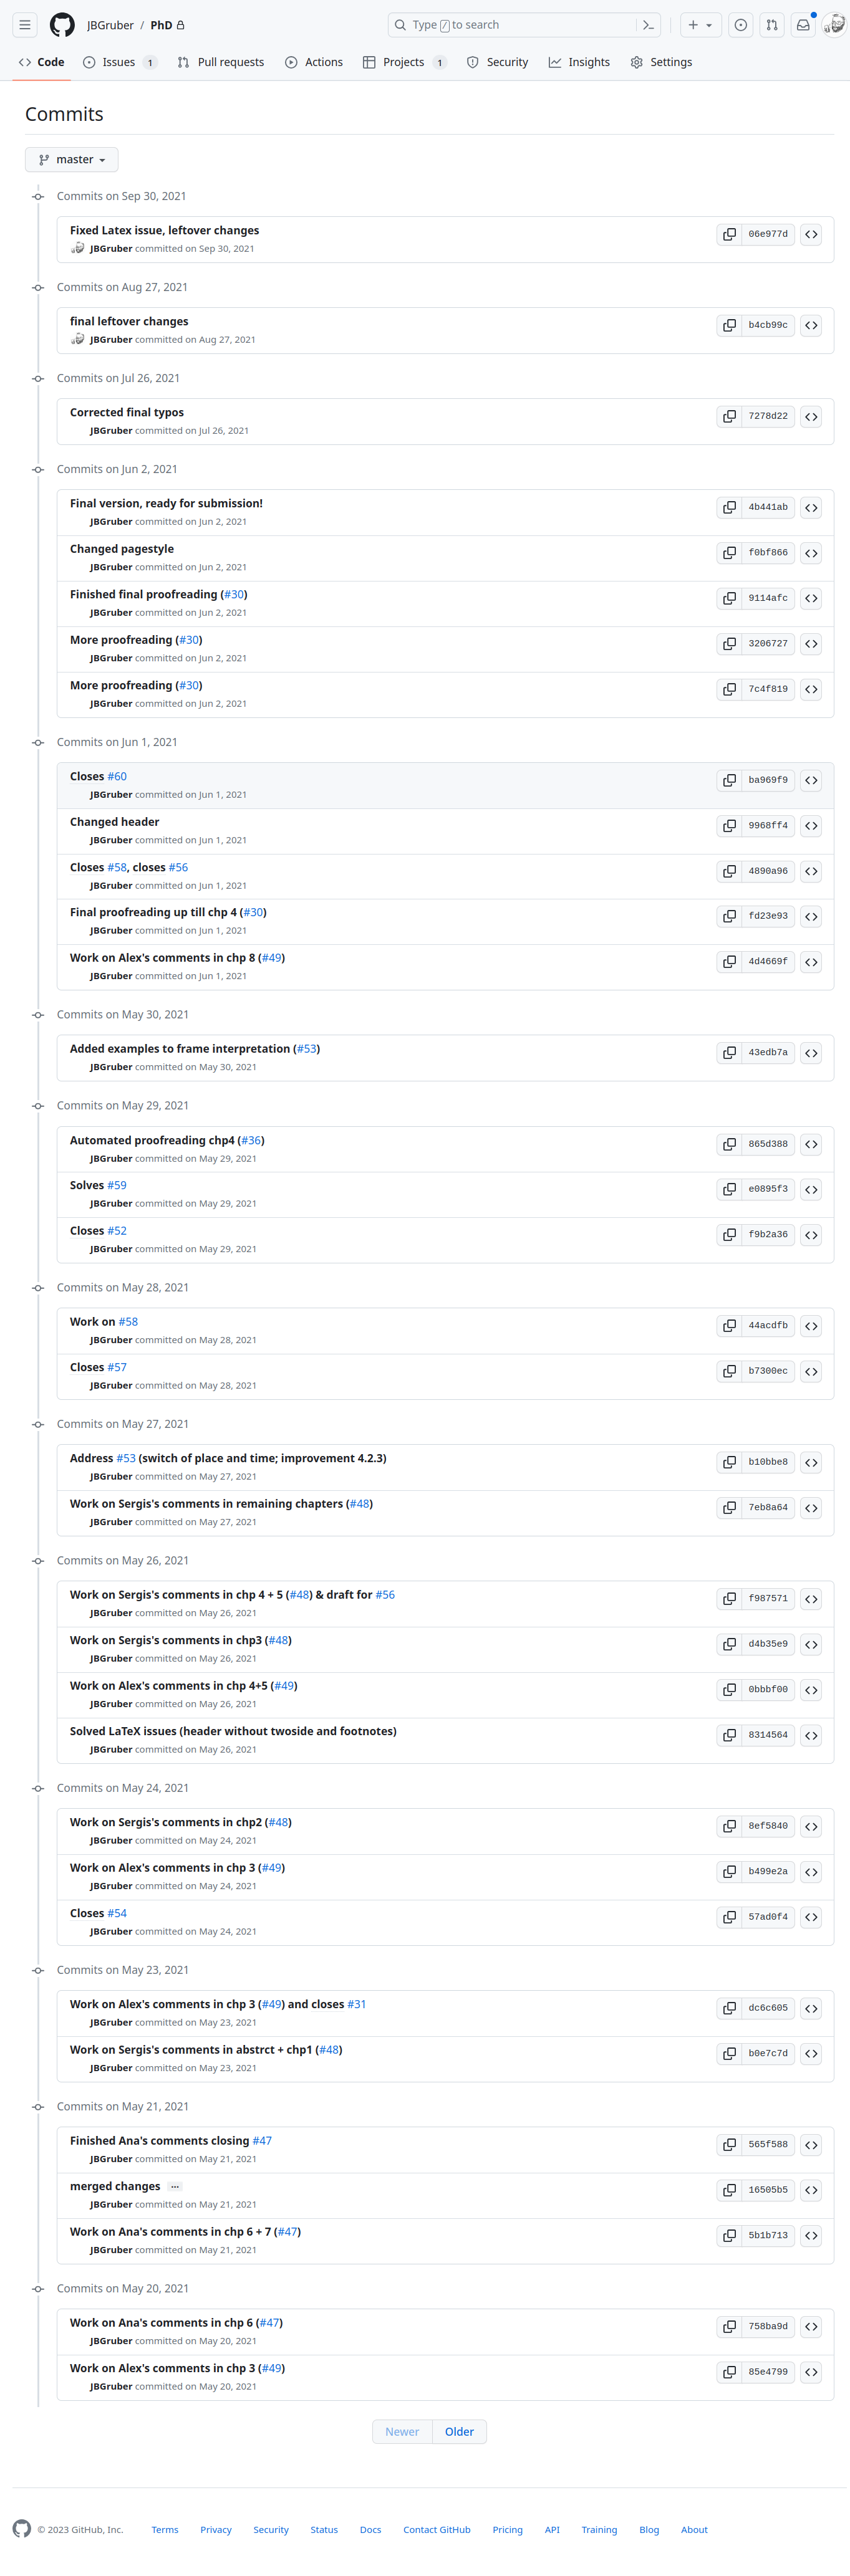 JBGruber / PhD
Type / to search
Code
Issues 1
Pull requests
Actions
Projects 1
Security
Insights
Settings
Commits
master
Commits on Sep 30, 2021
Fixed Latex issue, leftover changes
JBGruber committed on Sep 30, 2021
06e977d
Commits on Aug 27, 2021
final leftover changes
JBGruber committed on Aug 27, 2021
b4cb99c
Commits on Jul 26, 2021
Corrected final typos
JBGruber committed on Jul 26, 2021
7278d22
Commits on Jun 2, 2021
Final version, ready for submission!
JBGruber committed on Jun 2, 2021
4b441ab
Changed pagestyle
JBGruber committed on Jun 2, 2021
f0bf866
Finished final proofreading (#30)
JBGruber committed on Jun 2, 2021
9114afc
More proofreading (#30)
JBGruber committed on Jun 2, 2021
3206727
More proofreading (#30)
JBGruber committed on Jun 2, 2021
7c4f819
Commits on Jun 1, 2021
Closes #60
JBGruber committed on Jun 1, 2021
ba969f9
Changed header
JBGruber committed on Jun 1, 2021
9968ff4
Closes #58, closes #56
JBGruber committed on Jun 1, 2021
4890a96
Final proofreading up till chp 4 (#30)
JBGruber committed on Jun 1, 2021
fd23e93
Work on Alex's comments in chp 8 (#49)
JBGruber committed on Jun 1, 2021
4d4669f
Commits on May 30, 2021
Added examples to frame interpretation (#53)
JBGruber committed on May 30, 2021
43edb7a
Commits on May 29, 2021
Automated proofreading chp4 (#36)
JBGruber committed on May 29, 2021
865d388
Solves #59
JBGruber committed on May 29, 2021
e0895f3
Closes #52
JBGruber committed on May 29, 2021
f9b2a36
Commits on May 28, 2021
Work on #58
JBGruber committed on May 28, 2021
44acdfb
Closes #57
JBGruber committed on May 28, 2021
b7300ec
Commits on May 27, 2021
Address #53 (switch of place and time; improvement 4.2.3)
JBGruber committed on May 27, 2021
b10bbe8
Work on Sergis's comments in remaining chapters (#48)
JBGruber committed on May 27, 2021
7eb8a64
Commits on May 26, 2021
Work on Sergis's comments in chp 4 + 5 (#48) & draft for #56
JBGruber committed on May 26, 2021
f987571
Work on Sergis's comments in chp3 (#48)
JBGruber committed on May 26, 2021
d4b35e9
Work on Alex's comments in chp 4+5 (#49)
JBGruber committed on May 26, 2021
0bbbf00
Solved LaTeX issues (header without twoside and footnotes)
JBGruber committed on May 26, 2021
8314564
Commits on May 24, 2021
Work on Sergis's comments in chp2 (#48)
JBGruber committed on May 24, 2021
8ef5840
Work on Alex's comments in chp 3 (#49)
JBGruber committed on May 24, 2021
b499e2a
Closes #54
JBGruber committed on May 24, 2021
57ad0f4
Commits on May 23, 2021
Work on Alex's comments in chp 3 (#49) and closes #31
JBGruber committed on May 23, 2021
dc6c605
Work on Sergis's comments in abstrct + chp1 (#48)
JBGruber committed on May 23, 2021
b0e7c7d
Commits on May 21, 2021
Finished Ana's comments closing #47
JBGruber committed on May 21, 2021
565f588
merged changes ...
JBGruber committed on May 21, 2021
16505b5
Work on Ana's comments in chp 6 + 7 (#47)
JBGruber committed on May 21, 2021
5b1b713
Commits on May 20, 2021
Work on Ana's comments in chp 6 (#47)
JBGruber committed on May 20, 2021
758ba9d
Work on Alex's comments in chp 3 (#49)
JBGruber committed on May 20, 2021
85e4799
Newer Older
© 2023 GitHub, Inc. Terms Privacy Security Status Docs Contact GitHub Pricing API Training Blog About